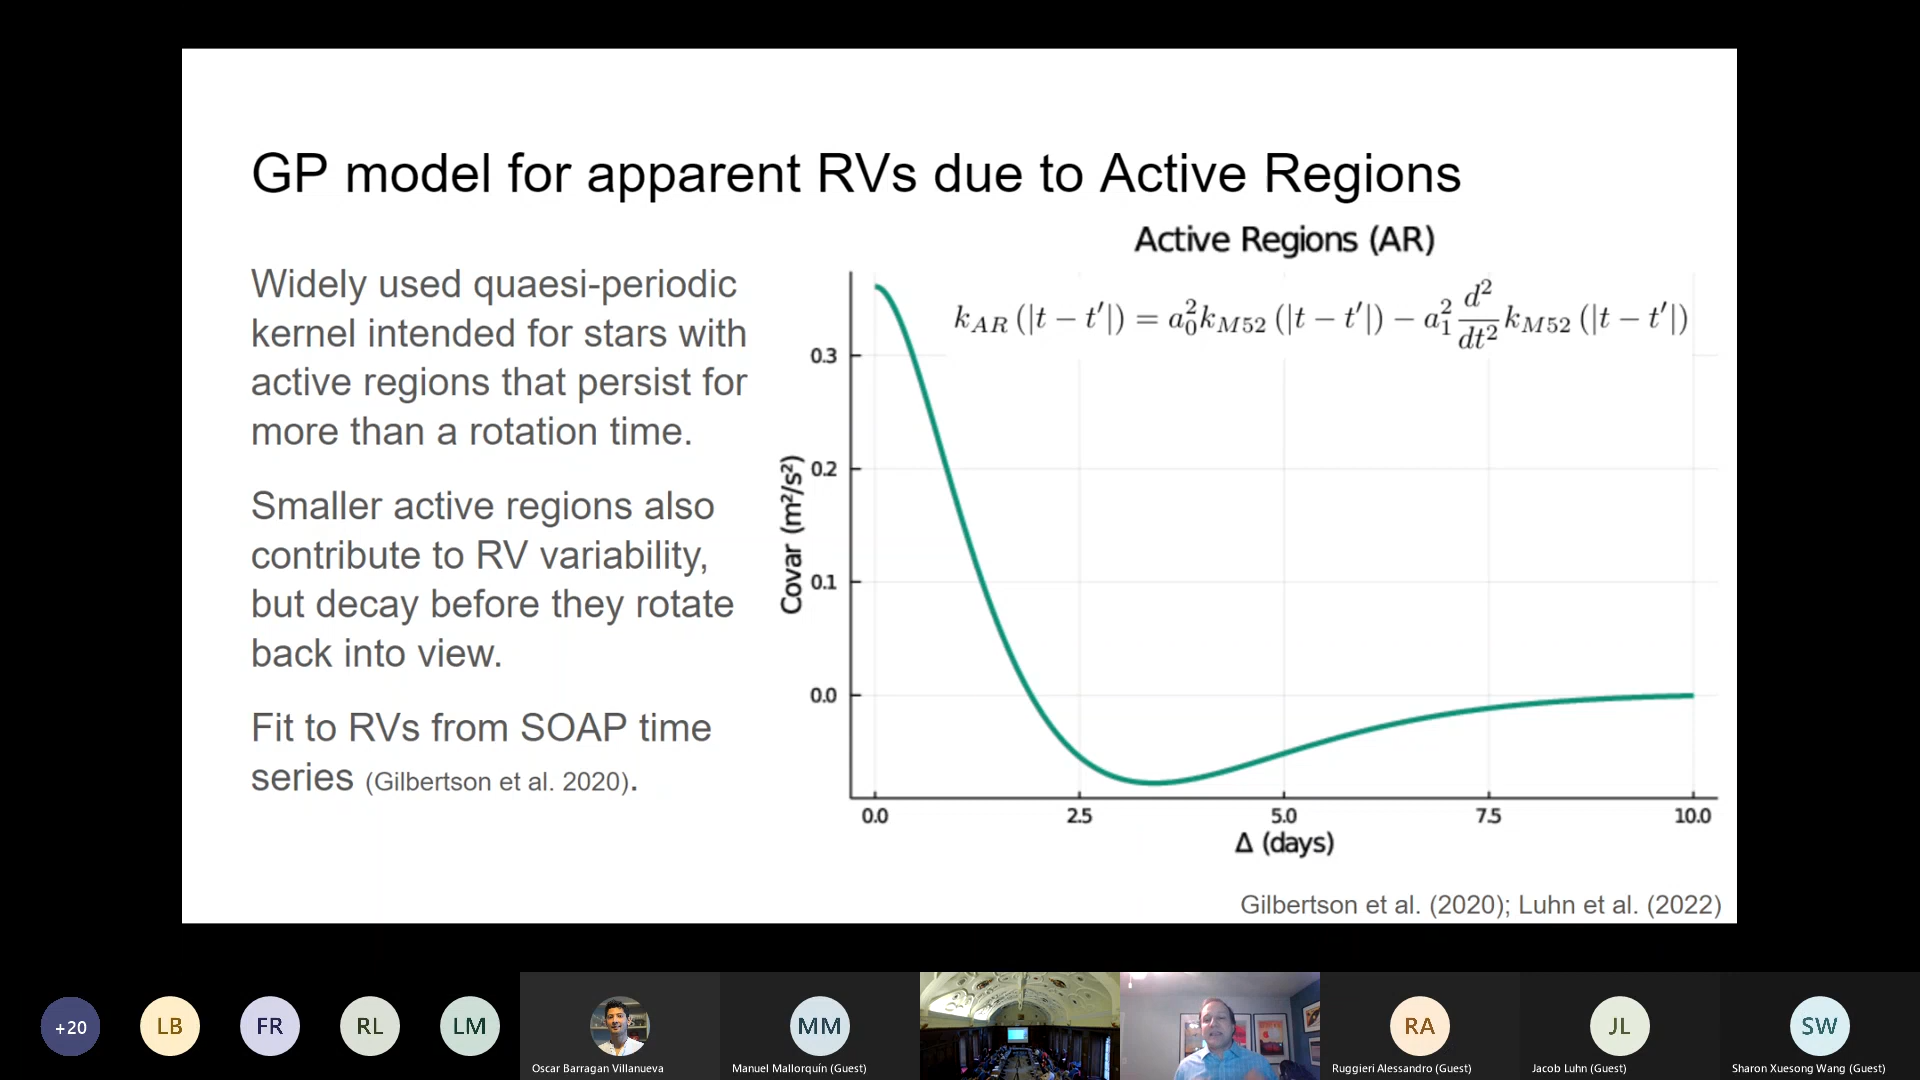 GP model for apparent RVs due to Active Regions
Widely used quaesi-periodic
kernel intended for stars with
active regions that persist for
more than a rotation time.
Smaller active regions also
contribute to RV variability,
but decay before they rotate
back into view.
Fit to RVs from SOAP time
series (Gilbertson et al. 2020).
Active Regions (AR)
k_{AR} (|t − t′|) = a_0^2 k_{M52} (|t − t′|) − a_1^2 \frac{d^2}{dt^2} k_{M52} (|t − t′|)
Covar (m²/s²)
0.3
0.2
0.1
0.0
0.0 2.5 5.0 7.5 10.0
Δ (days)
Gilbertson et al. (2020); Luhn et al. (2022)
+20 LB FR RL LM MM RA JL SW
Oscar Barragan Villanueva Manuel Mallorquín (Guest) Ruggieri Alessandro (Guest) Jacob Luhn (Guest) Sharon Xuesong Wang (Guest)